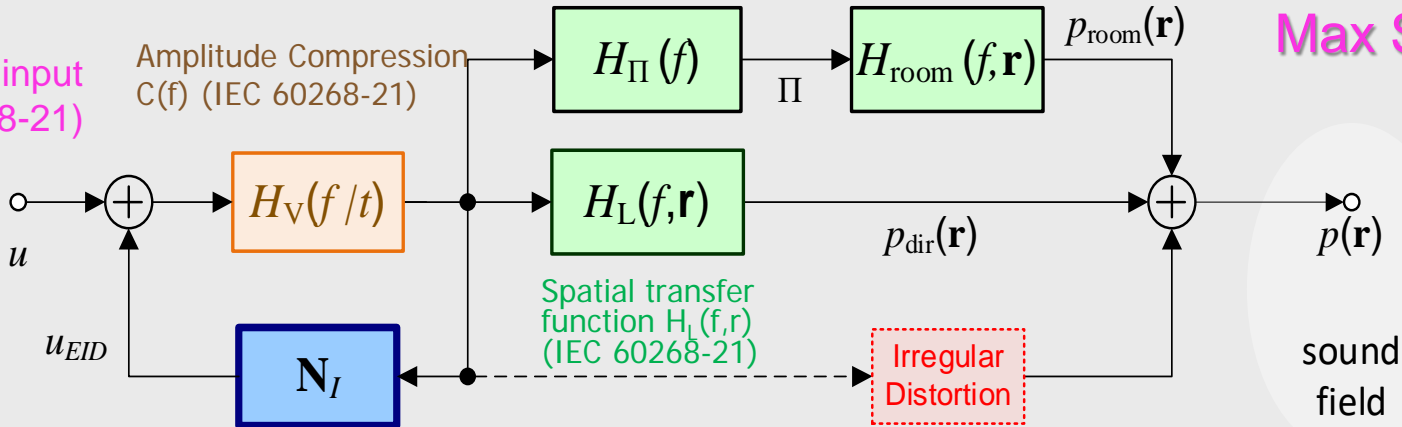 input
8-21)
Amplitude Compression
C(f) (IEC 60268-21)
H_Π (f)
Π
H_room (f,r)
p_room(r)
Max S
u
+
H_V(f/t)
H_L(f,r)
p_dir(r)
+
p(r)
Spatial transfer
function H_L(f,r)
(IEC 60268-21)
u_EID
N_I
Irregular
Distortion
sound
field